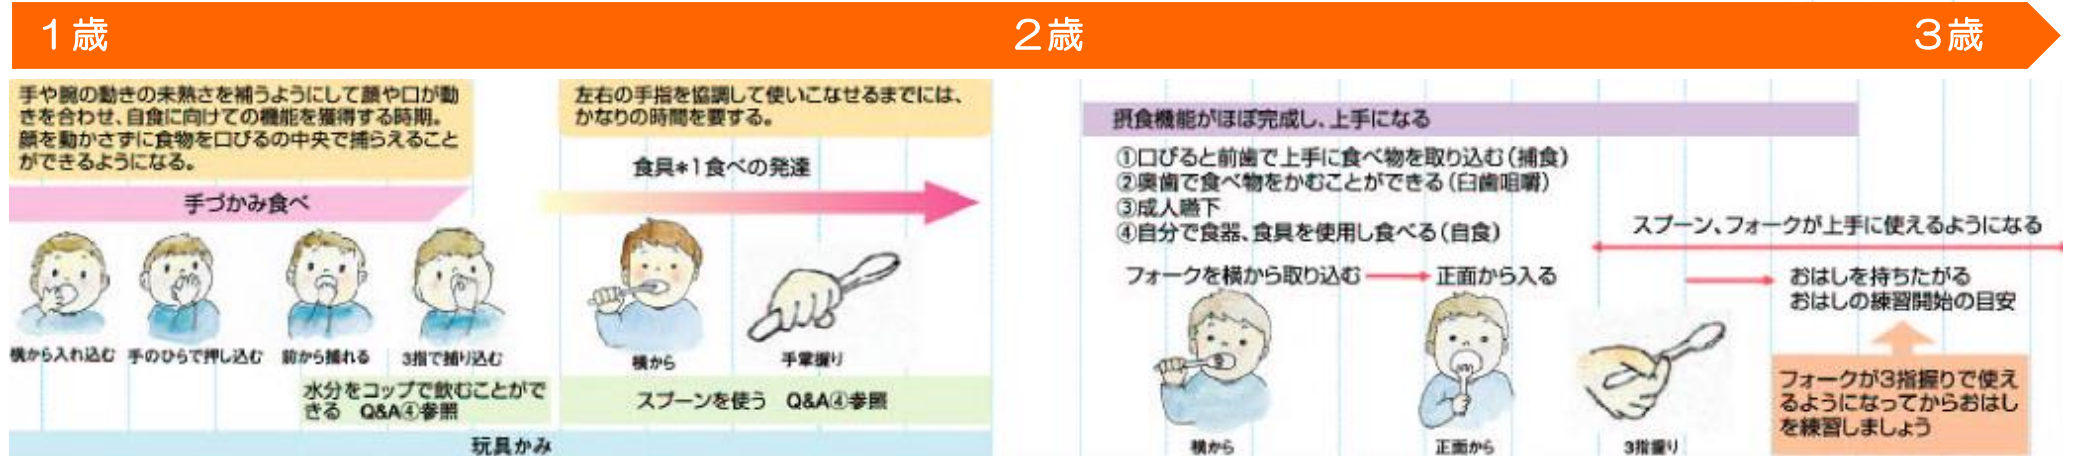 １歳
２歳
３歳
手や腕の動きの未熟さを補うようにして顔や口が動
きを合わせ、自食に向けての機能を獲得する時期。
顔を動かさずに食物を口びるの中央で捕らえること
ができるようになる。
手づかみ食べ
横から入れ込む
手のひらで押し込む
前から捕れる
3指で捕り込む
水分をコップで飲むことがで
きる　Q&A④参照
左右の手指を協調して使いこなせるまでには、
かなりの時間を要する。
食具*1食べの発達
横から
手掌握り
スプーンを使う　Q&A④参照
玩具かみ
摂食機能がほぼ完成し、上手になる
①口びると前歯で上手に食べ物を取り込む（捕食）
②奥歯で食べ物をかむことができる（臼歯咀嚼）
③成人嚥下
④自分で食器、食具を使用し食べる（自食）
フォークを横から取り込む
正面から入る
横から
正面から
3指握り
スプーン、フォークが上手に使えるようになる
おはしを持ちたがる
おはしの練習開始の目安
フォークが3指握りで使え
るようになってからおはし
を練習しましょう